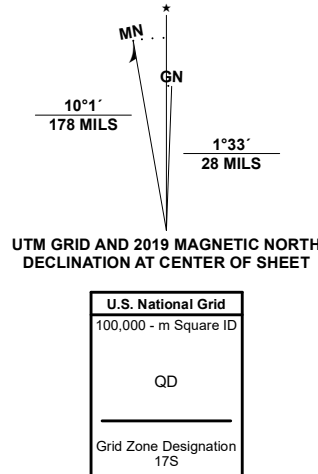 ★
MN
GN
10°1´
178 MILS
1°33´
28 MILS
UTM GRID AND 2019 MAGNETIC NORTH
DECLINATION AT CENTER OF SHEET
U.S. National Grid
100,000 - m Square ID
QD
Grid Zone Designation
17S